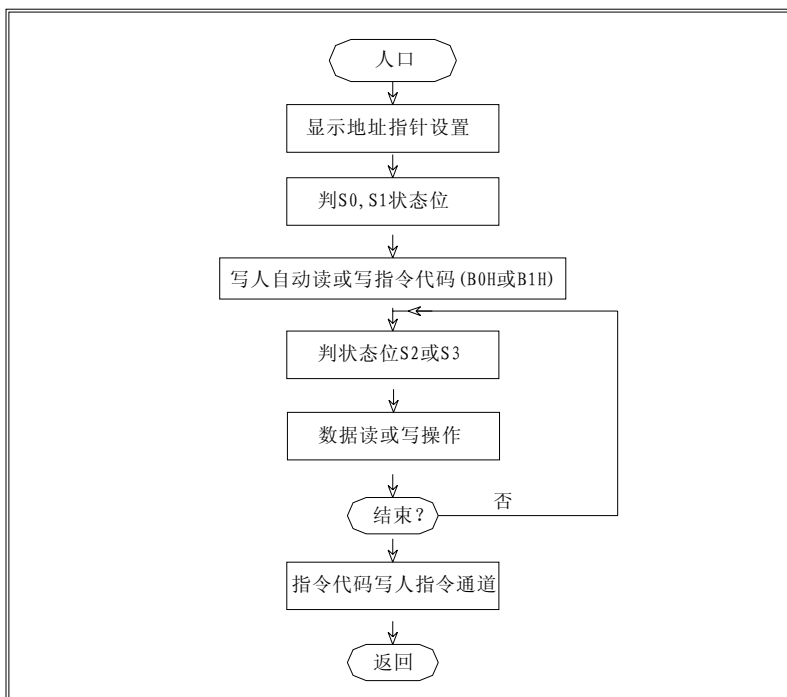 人口
显示地址指针设置
判S0,S1状态位
写人自动读或写指令代码(B0H或B1H)
判状态位S2或S3
数据读或写操作
结束?
否
指令代码写人指令通道
返回